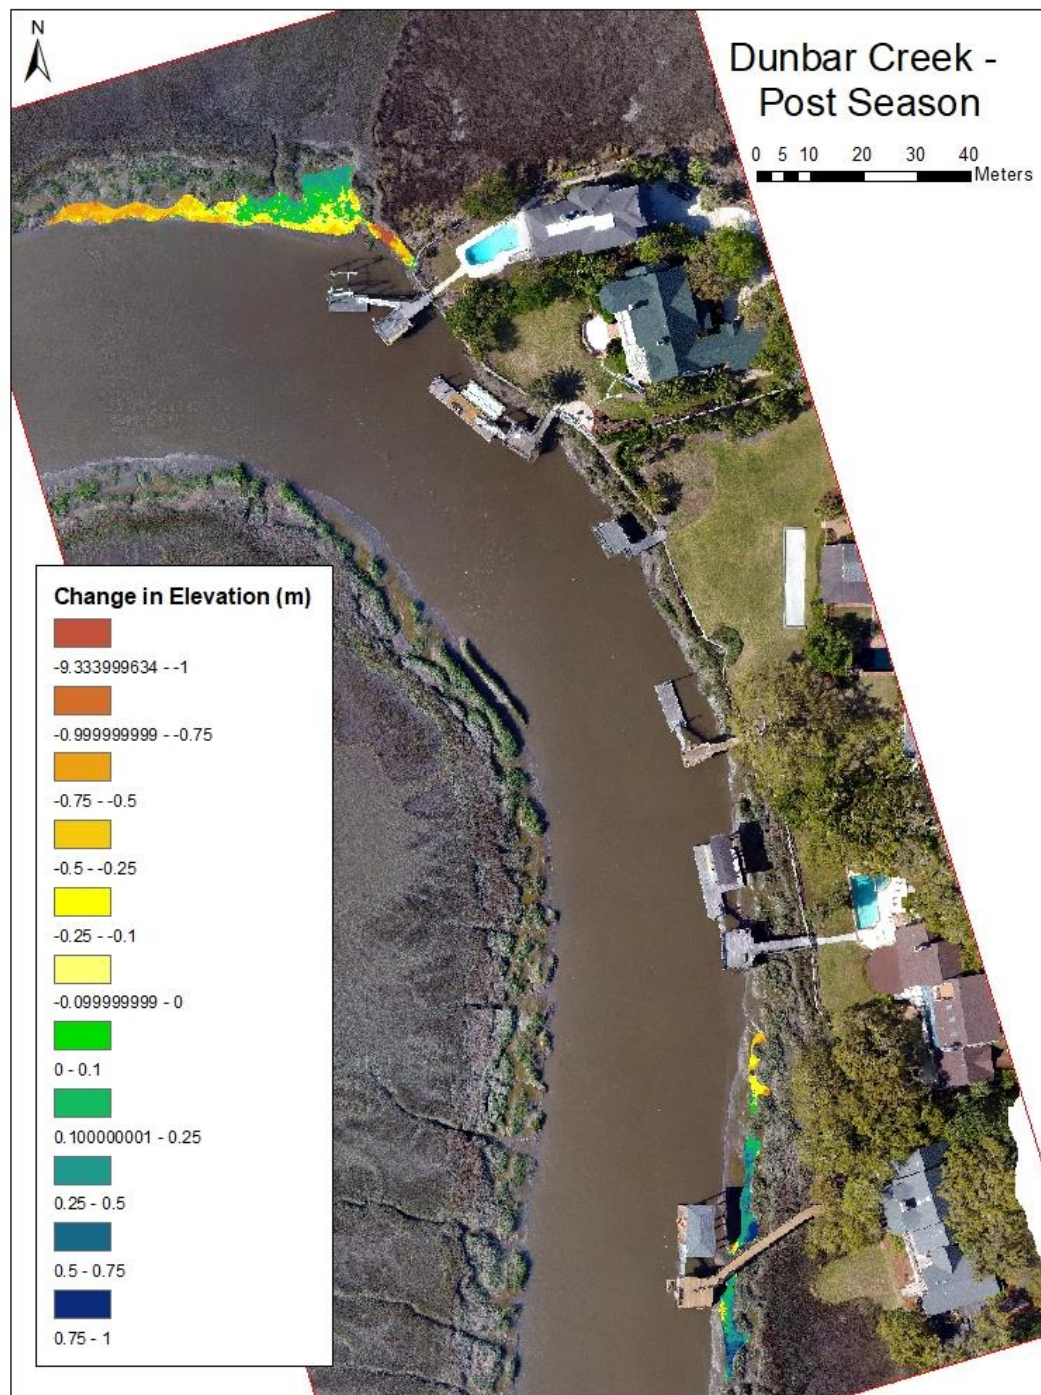 N
Dunbar Creek -
Post Season
0 5 10 20 30 40
Meters
Change in Elevation (m)
-9.333999634 - -1
-0.999999999 - -0.75
-0.75 - -0.5
-0.5 - -0.25
-0.25 - -0.1
-0.099999999 - 0
0 - 0.1
0.100000001 - 0.25
0.25 - 0.5
0.5 - 0.75
0.75 - 1